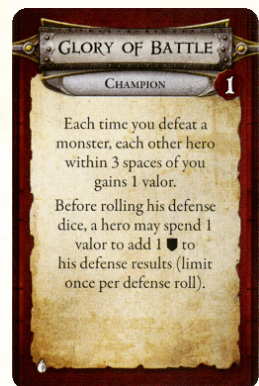 GLORY OF BATTLE
CHAMPION
1
Each time you defeat a
monster, each other hero
within 3 spaces of you
gains 1 valor.
Before rolling his defense
dice, a hero may spend 1
valor to add 1 to
his defense results (limit
once per defense roll).